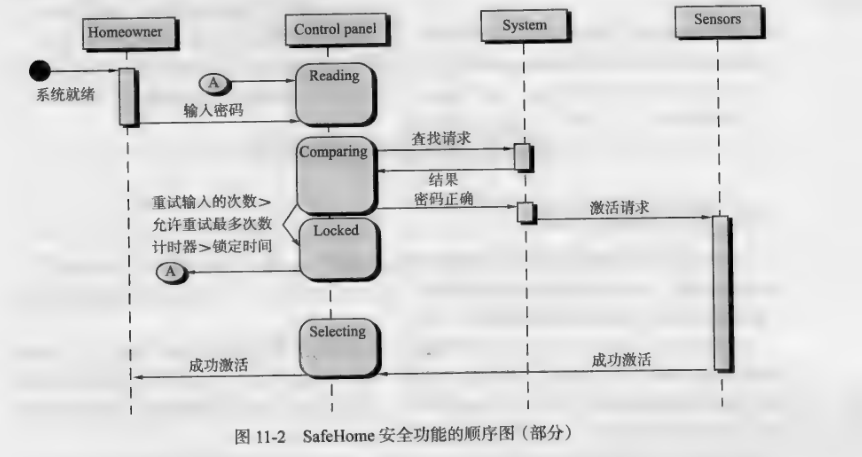 Homeowner
Control panel
System
Sensors
系统就绪
A
Reading
输入密码
Comparing
查找请求
结果
密码正确
激活请求
重试输入的次数>
允许重试最多次数
计时器>锁定时间
Locked
A
Selecting
成功激活
成功激活
图 11-2 SafeHome 安全功能的顺序图（部分）